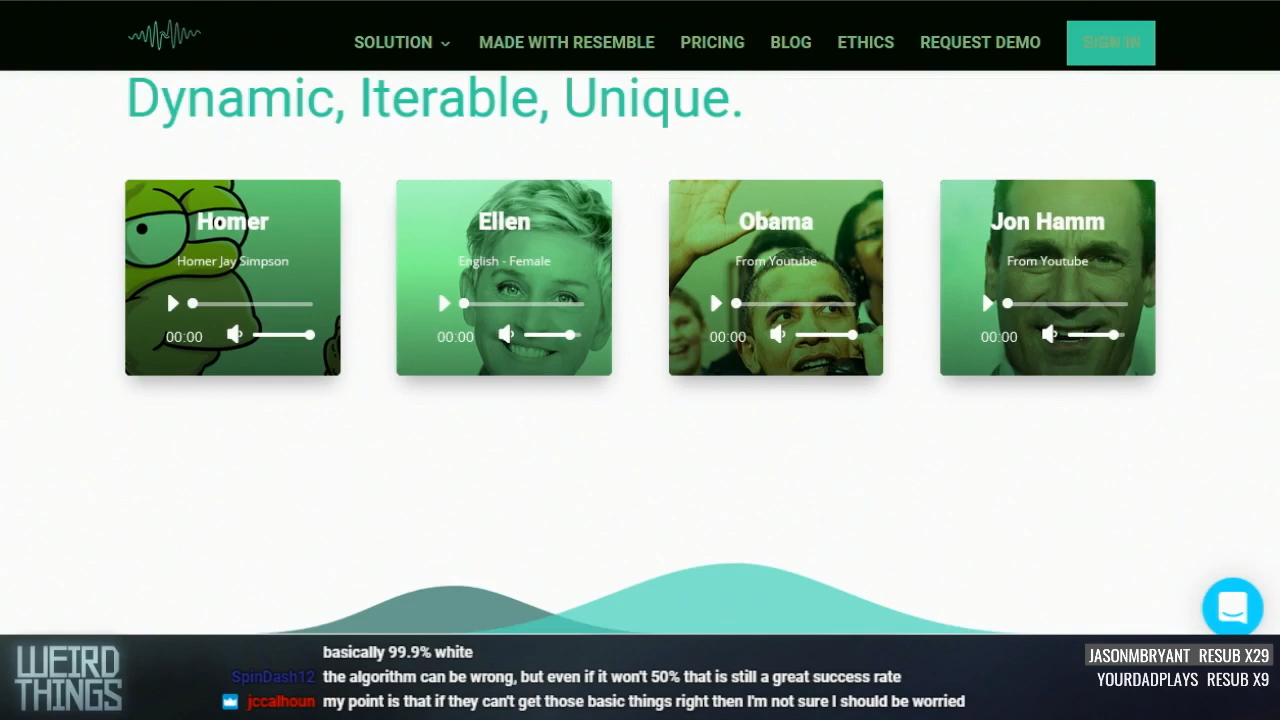 SOLUTION MADE WITH RESEMBLE PRICING BLOG ETHICS REQUEST DEMO SIGN IN
Dynamic, Iterable, Unique.
Homer
Homer Jay Simpson
00:00
Ellen
English - Female
00:00
Obama
From Youtube
00:00
Jon Hamm
From Youtube
00:00
WEIRD
THINGS
basically 99.9% white
SpinDash12 the algorithm can be wrong, but even if it won't 50% that is still a great success rate
jccalhoun my point is that if they can't get those basic things right then I'm not sure I should be worried
JASONMBRYANT RESUB X29
YOURDADPLAYS RESUB X9